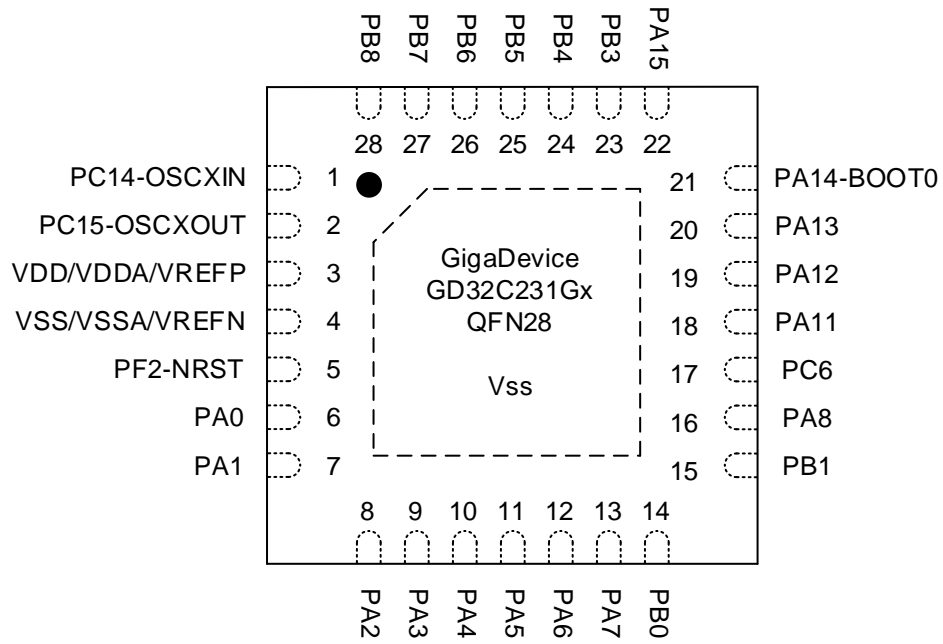 PB8
PB7
PB6
PB5
PB4
PB3
PA15
28
27
26
25
24
23
22
PC14-OSCXIN 1
PC15-OSCXOUT 2
VDD/VDDA/VREFP 3
VSS/VSSA/VREFN 4
PF2-NRST 5
PA0 6
PA1 7
GigaDevice
GD32C231Gx
QFN28
Vss
21 PA14-BOOT0
20 PA13
19 PA12
18 PA11
17 PC6
16 PA8
15 PB1
8
9
10
11
12
13
14
PA2
PA3
PA4
PA5
PA6
PA7
PB0